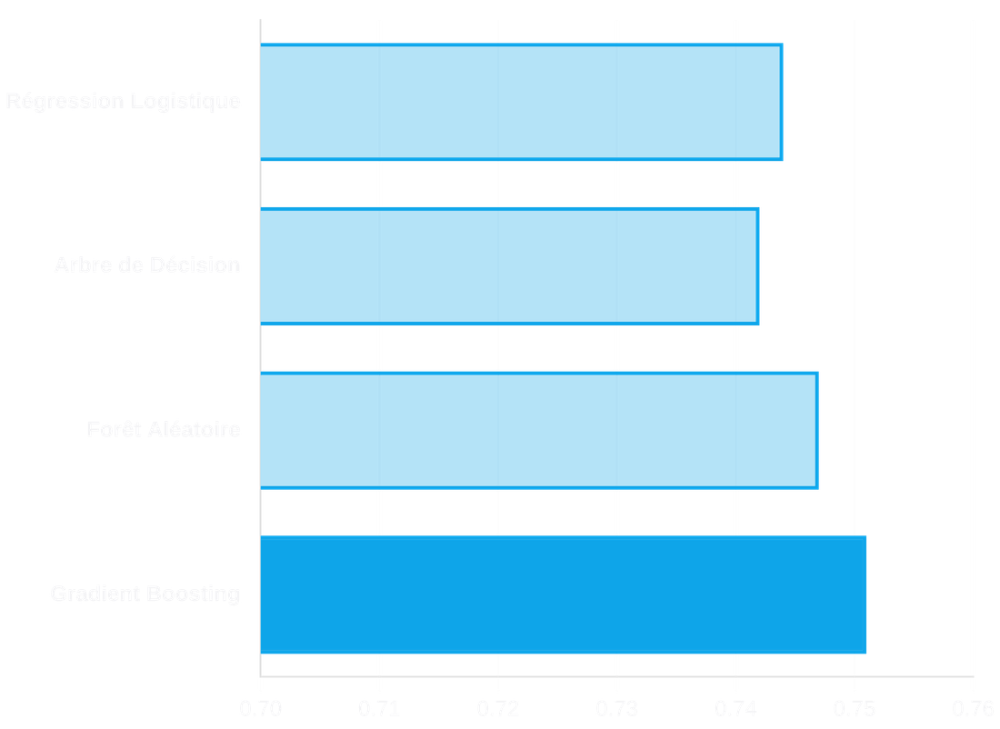 Régression Logistique
Arbre de Décision
Forêt Aléatoire
Gradient Boosting
0.70 0.71 0.72 0.73 0.74 0.75 0.76